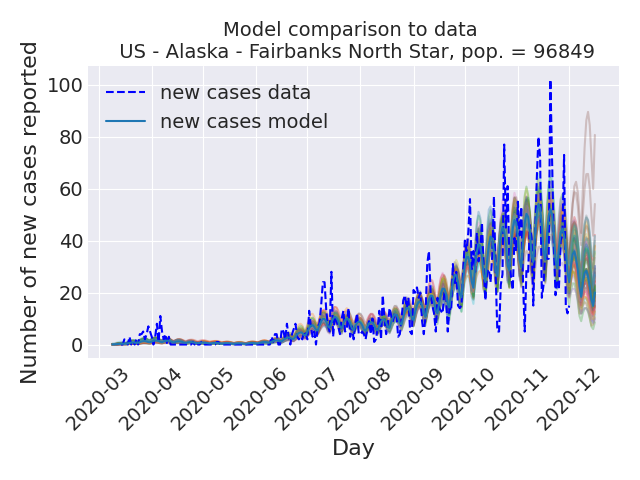 Model comparison to data
US - Alaska - Fairbanks North Star, pop. = 96849
Number of new cases reported
100
80
60
40
20
0
new cases data
new cases model
2020-03
2020-04
2020-05
2020-06
2020-07
2020-08
2020-09
2020-10
2020-11
2020-12
Day